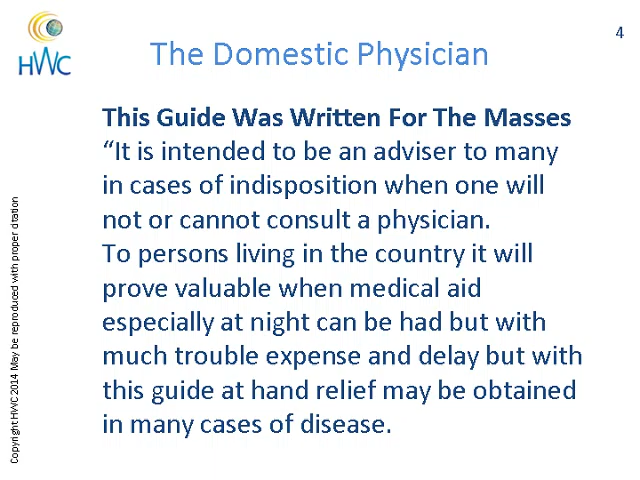 4
HWC
The Domestic Physician
This Guide Was Written For The Masses
“It is intended to be an adviser to many
in cases of indisposition when one will
not or cannot consult a physician.
To persons living in the country it will
prove valuable when medical aid
especially at night can be had but with
much trouble expense and delay but with
this guide at hand relief may be obtained
in many cases of disease.
Copyright HWC 2014 May be reproduced with proper citation